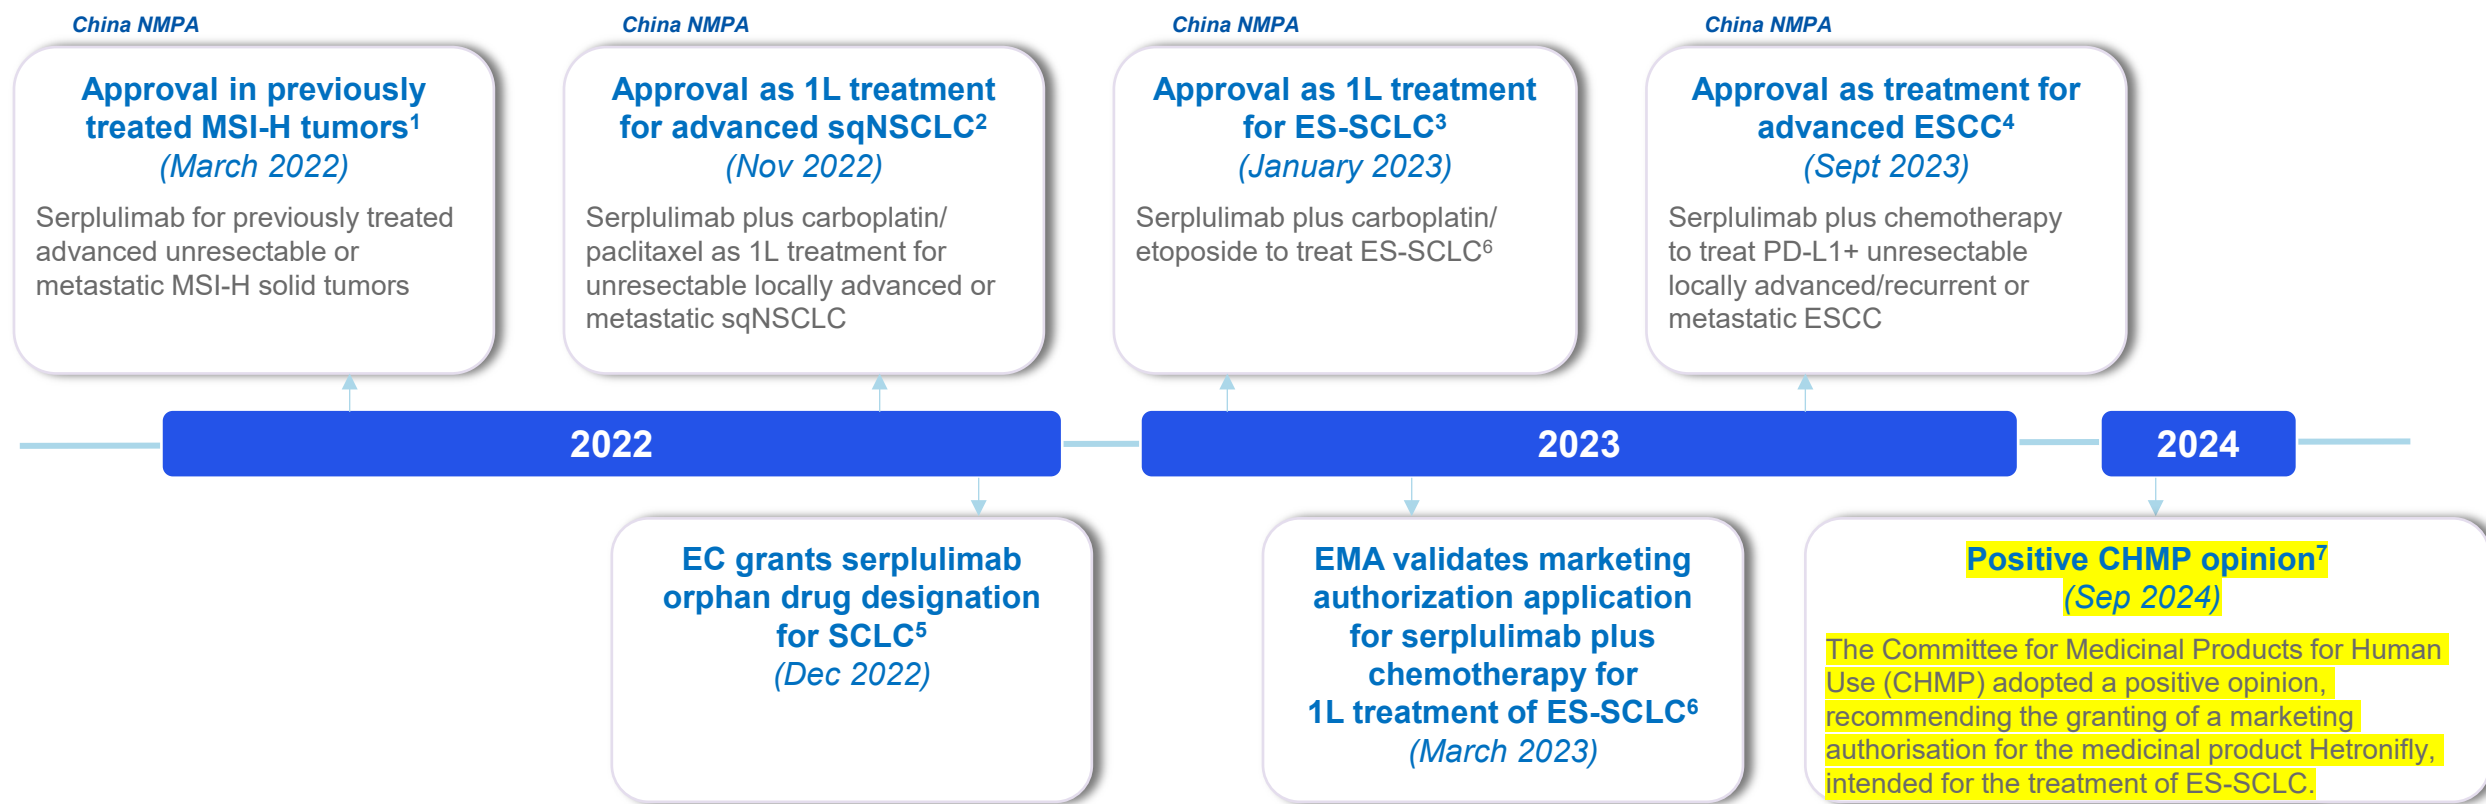 China NMPA
Approval in previously
treated MSI-H tumors¹
(March 2022)
Serplulimab for previously treated
advanced unresectable or
metastatic MSI-H solid tumors
China NMPA
Approval as 1L treatment
for advanced sqNSCLC²
(Nov 2022)
Serplulimab plus carboplatin/
paclitaxel as 1L treatment for
unresectable locally advanced or
metastatic sqNSCLC
China NMPA
Approval as 1L treatment
for ES-SCLC³
(January 2023)
Serplulimab plus carboplatin/
etoposide to treat ES-SCLC⁶
China NMPA
Approval as treatment for
advanced ESCC⁴
(Sept 2023)
Serplulimab plus chemotherapy
to treat PD-L1+ unresectable
locally advanced/recurrent or
metastatic ESCC
2022
2023
2024
EC grants serplulimab
orphan drug designation
for SCLC⁵
(Dec 2022)
EMA validates marketing
authorization application
for serplulimab plus
chemotherapy for
1L treatment of ES-SCLC⁶
(March 2023)
Positive CHMP opinion⁷
(Sep 2024)
The Committee for Medicinal Products for Human
Use (CHMP) adopted a positive opinion,
recommending the granting of a marketing
authorisation for the medicinal product Hetronifly,
intended for the treatment of ES-SCLC.